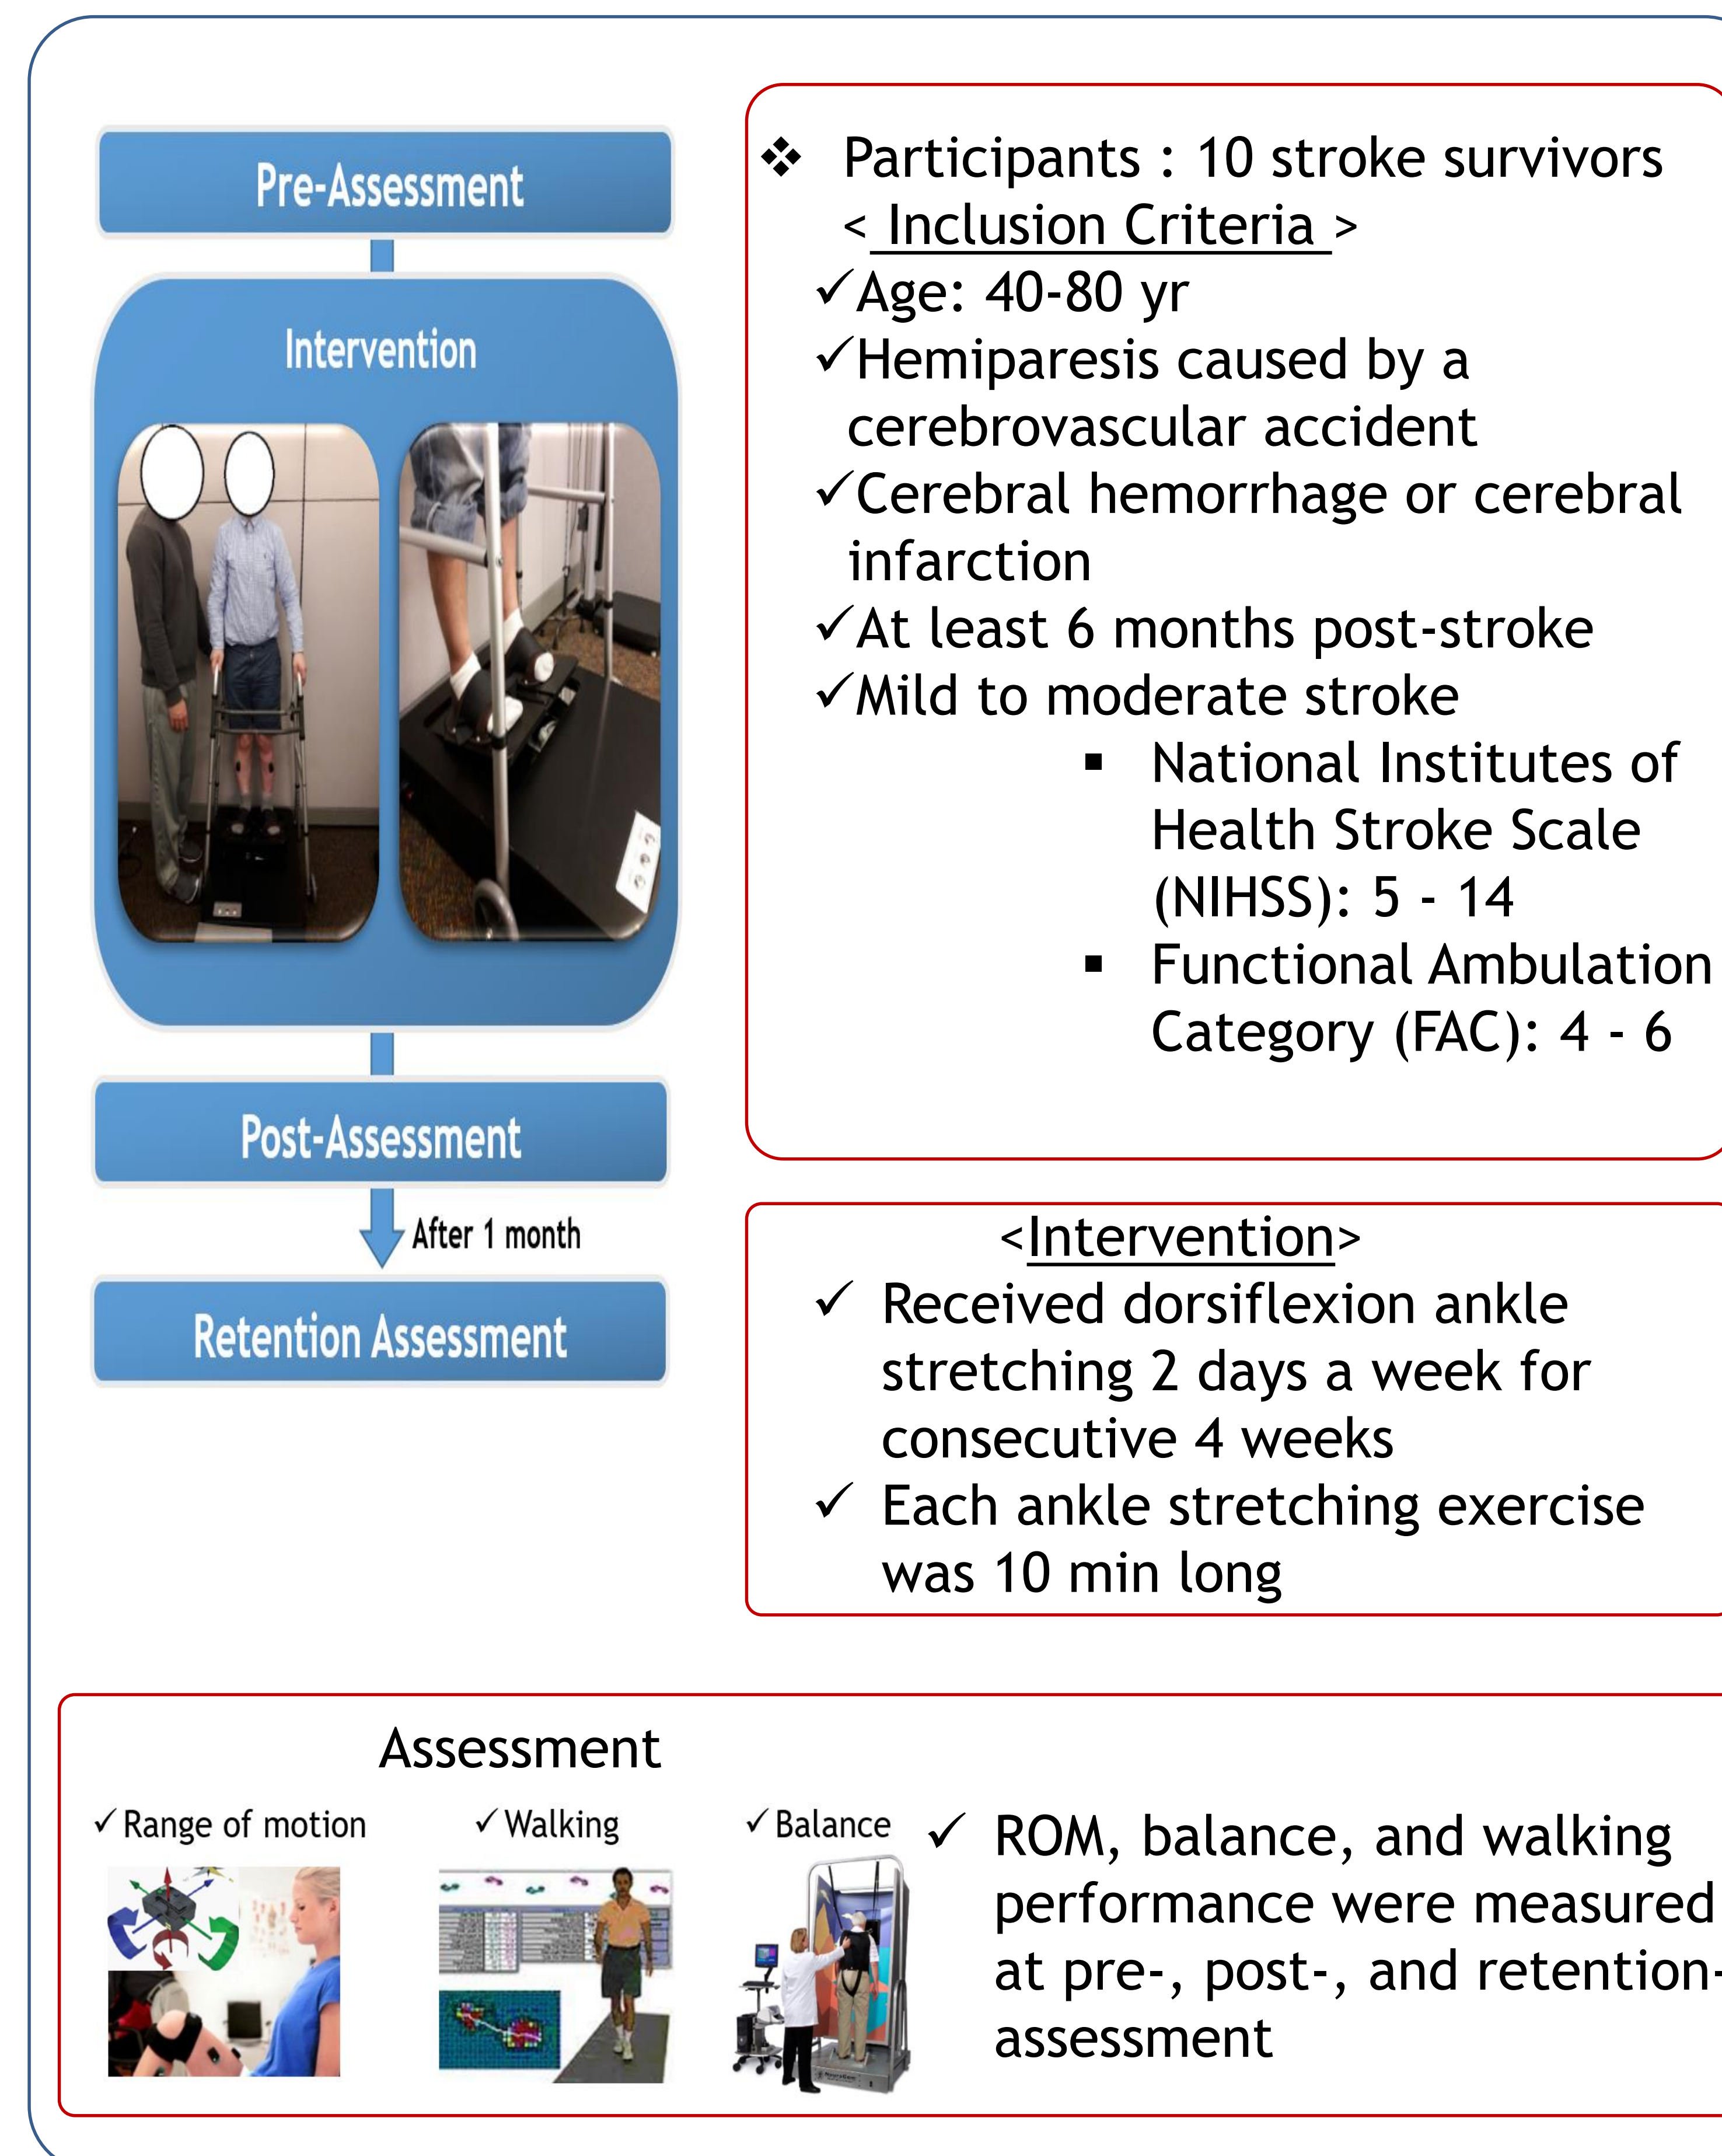 Pre-Assessment
Intervention
Post-Assessment
After 1 month
Retention Assessment
❖ Participants : 10 stroke survivors
< Inclusion Criteria >
✓Age: 40-80 yr
✓Hemiparesis caused by a
cerebrovascular accident
✓Cerebral hemorrhage or cerebral
infarction
✓At least 6 months post-stroke
✓Mild to moderate stroke
▪ National Institutes of
Health Stroke Scale
(NIHSS): 5 - 14
▪ Functional Ambulation
Category (FAC): 4 - 6
<Intervention>
✓ Received dorsiflexion ankle
stretching 2 days a week for
consecutive 4 weeks
✓ Each ankle stretching exercise
was 10 min long
Assessment
✓Range of motion
✓Walking
✓Balance
✓ ROM, balance, and walking
performance were measured
at pre-, post-, and retention-
assessment